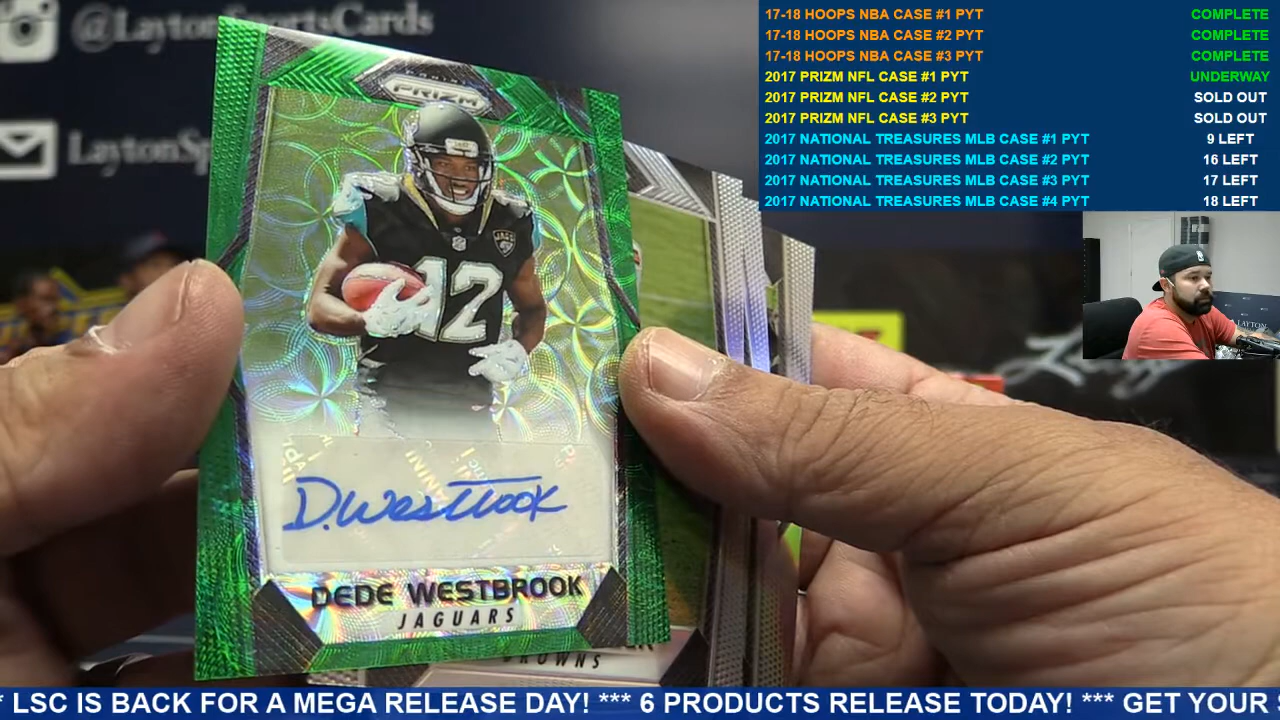 @LaytonSportsCards
LaytonSp
17-18 HOOPS NBA CASE #1 PYT COMPLETE
17-18 HOOPS NBA CASE #2 PYT COMPLETE
17-18 HOOPS NBA CASE #3 PYT COMPLETE
2017 PRIZM NFL CASE #1 PYT UNDERWAY
2017 PRIZM NFL CASE #2 PYT SOLD OUT
2017 PRIZM NFL CASE #3 PYT SOLD OUT
2017 NATIONAL TREASURES MLB CASE #1 PYT 9 LEFT
2017 NATIONAL TREASURES MLB CASE #2 PYT 16 LEFT
2017 NATIONAL TREASURES MLB CASE #3 PYT 17 LEFT
2017 NATIONAL TREASURES MLB CASE #4 PYT 18 LEFT
PRIZM
JAGS
12
D. Westbrook
DEDE WESTBROOK
JAGUARS
BROWNS
LAYTON
* LSC IS BACK FOR A MEGA RELEASE DAY! *** 6 PRODUCTS RELEASE TODAY! *** GET YOUR